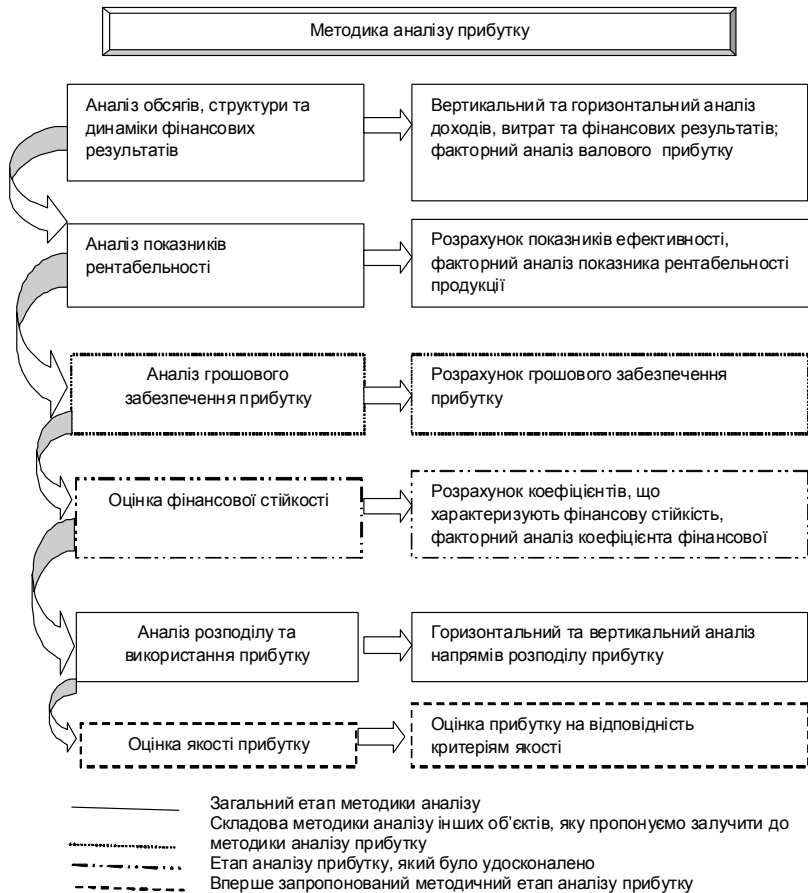 Методика аналізу прибутку
Аналіз обсягів, структури та
динаміки фінансових
результатів
Вертикальний та горизонтальний аналіз
доходів, витрат та фінансових результатів;
факторний аналіз валового прибутку
Аналіз показників
рентабельності
Розрахунок показників ефективності,
факторний аналіз показника рентабельності
продукції
Аналіз грошового
забезпечення прибутку
Розрахунок грошового забезпечення
прибутку
Оцінка фінансової стійкості
Розрахунок коефіцієнтів, що
характеризують фінансову стійкість,
факторний аналіз коефіцієнта фінансової
Аналіз розподілу та
використання прибутку
Горизонтальний та вертикальний аналіз
напрямів розподілу прибутку
Оцінка якості прибутку
Оцінка прибутку на відповідність
критеріям якості
Загальний етап методики аналізу
Складова методики аналізу інших об’єктів, яку пропонуємо залучити до
методики аналізу прибутку
Етап аналізу прибутку, який було удосконалено
Вперше запропонований методичний етап аналізу прибутку